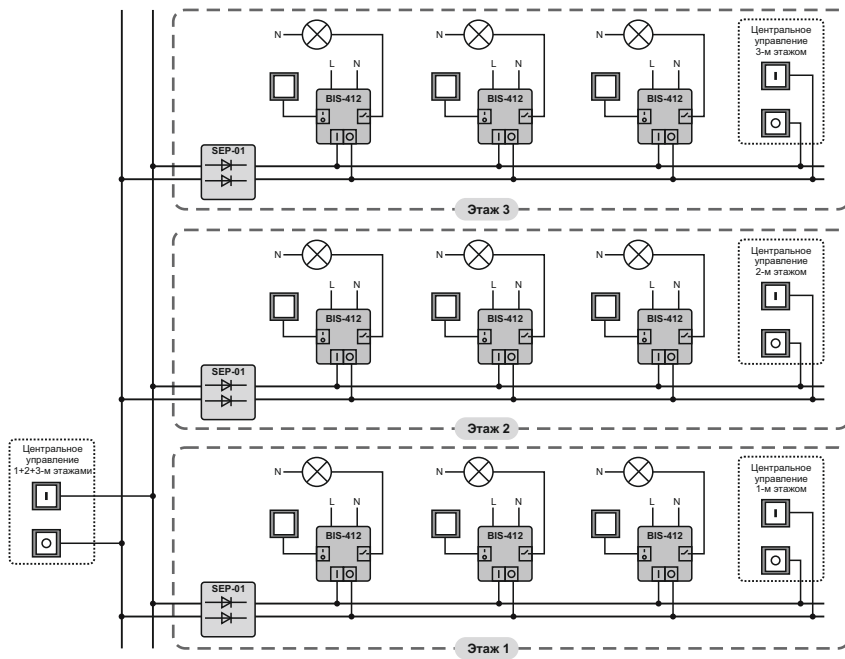 N
N
N
Центральное
управление
3-м этажом
L N
L N
L N
I
BIS-412
BIS-412
BIS-412
I O
I O
I O
O
SEP-01
Этаж 3
N
N
N
Центральное
управление
2-м этажом
L N
L N
L N
I
BIS-412
BIS-412
BIS-412
I O
I O
I O
O
SEP-01
Этаж 2
Центральное
управление
1+2+3-м этажами
I
O
N
N
N
Центральное
управление
1-м этажом
L N
L N
L N
I
BIS-412
BIS-412
BIS-412
I O
I O
I O
O
SEP-01
Этаж 1